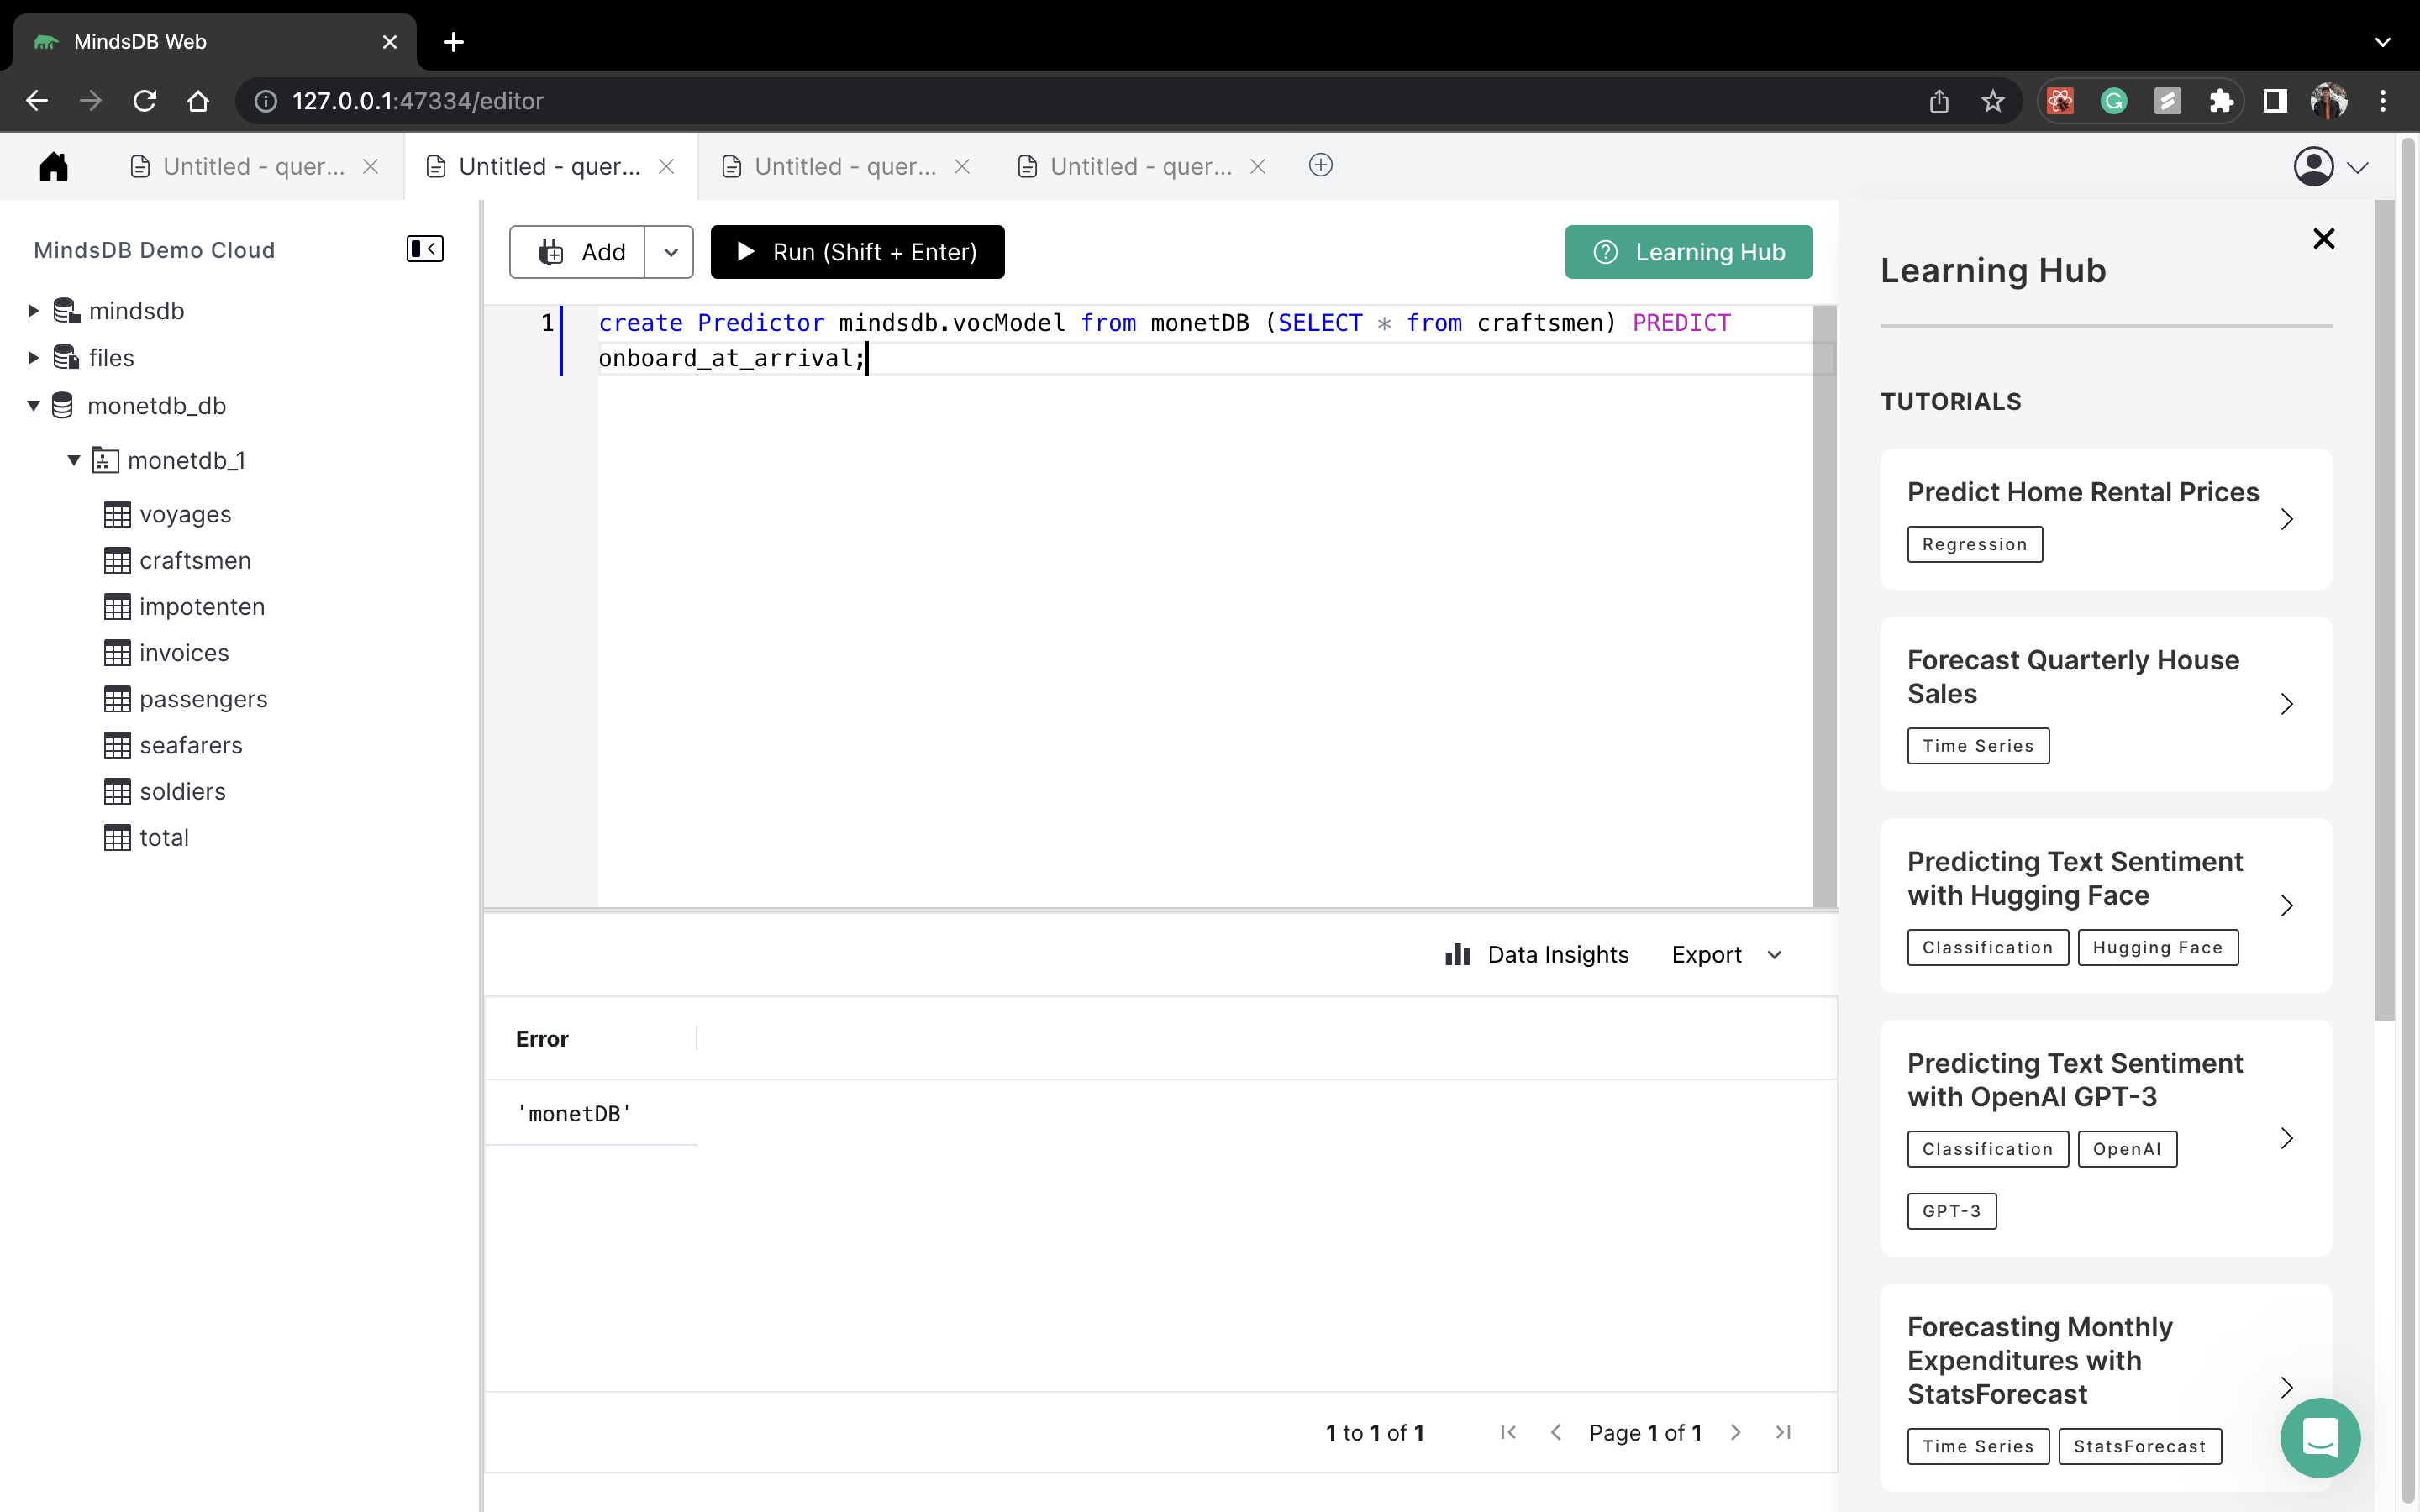 MindsDB Web
127.0.0.1:47334/editor
Untitled - quer...
Untitled - quer...
Untitled - quer...
Untitled - quer...
MindsDB Demo Cloud
mindsdb
files
monetdb_db
monetdb_1
voyages
craftsmen
impotenten
invoices
passengers
seafarers
soldiers
total
Add
Run (Shift + Enter)
Learning Hub
1
create Predictor mindsdb.vocModel from monetDB (SELECT * from craftsmen) PREDICT
onboard_at_arrival;
Data Insights
Export
Error
'monetDB'
1 to 1 of 1
Page 1 of 1
Learning Hub
TUTORIALS
Predict Home Rental Prices
Regression
Forecast Quarterly House
Sales
Time Series
Predicting Text Sentiment
with Hugging Face
Classification
Hugging Face
Predicting Text Sentiment
with OpenAI GPT-3
Classification
OpenAI
GPT-3
Forecasting Monthly
Expenditures with
StatsForecast
Time Series
StatsForecast